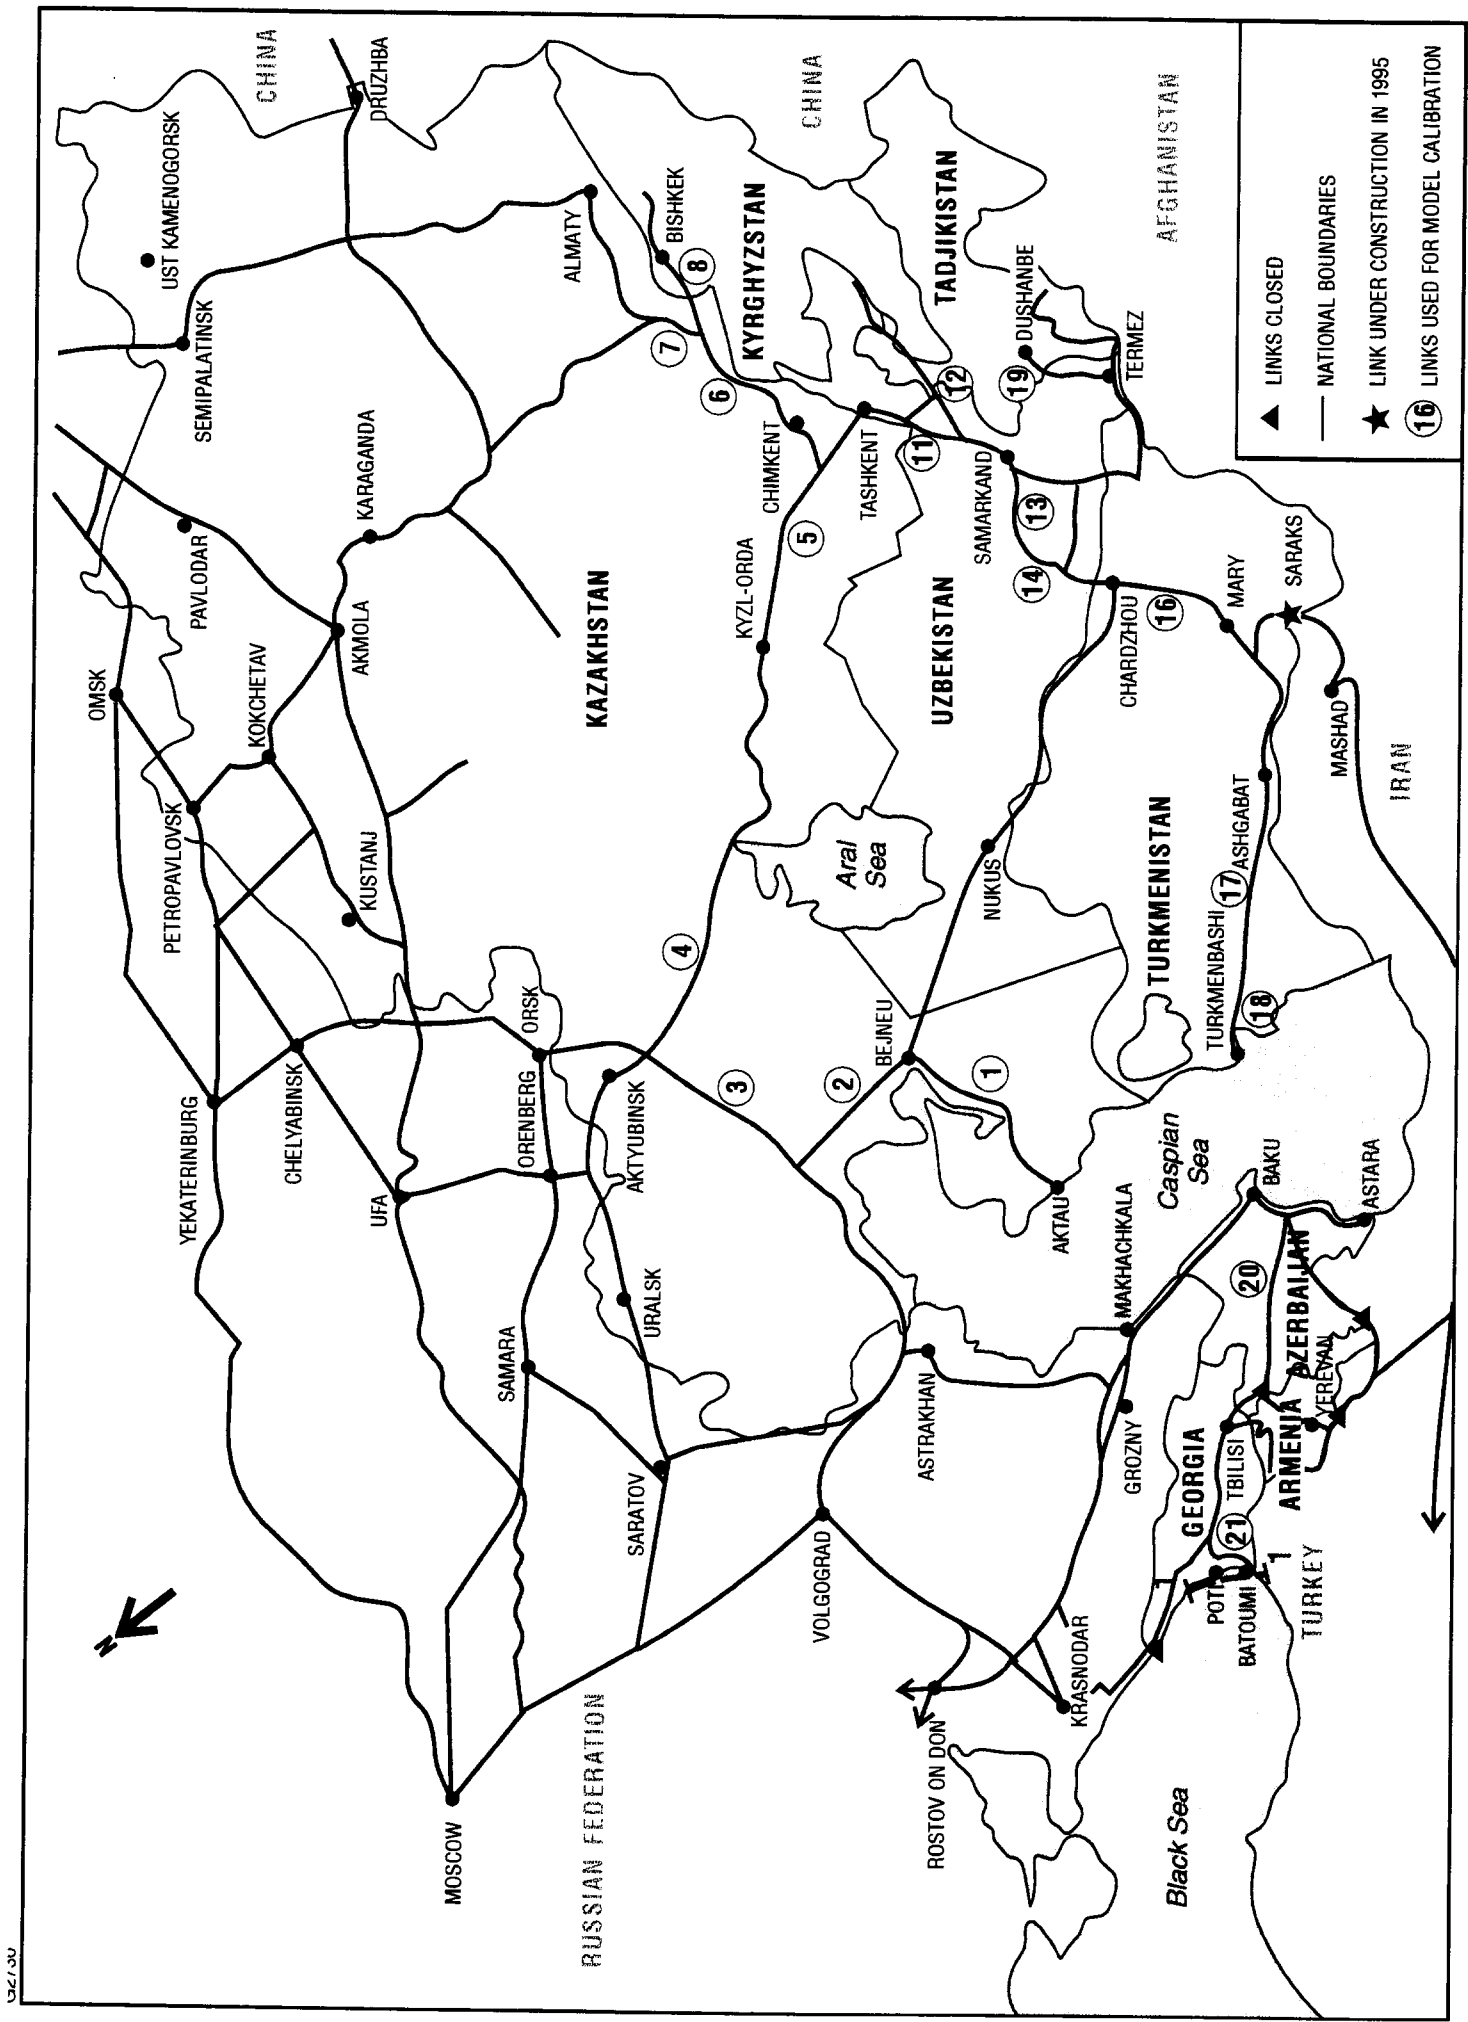 G2730
MOSCOW
RUSSIAN FEDERATION
ROSTOV ON DON
Black Sea
KRASNODAR
VOLGOGRAD
SARATOV
SAMARA
URALSK
UFA
YEKATERINBURG
CHELYABINSK
ORENBERG
ORSK
AKTYUBINSK
PETROPAVLOVSK
KUSTANJ
KOKCHETAV
OMSK
AKMOLA
PAVLODAR
KARAGANDA
SEMIPALATINSK
UST KAMENOGORSK
CHINA
DRUZHBA
ALMATY
BISHKEK
8
7
6
KYRGHYZSTAN
CHINA
TADJIKISTAN
AFGHANISTAN
DUSHANBE
TERMEZ
19
12
11
CHIMKENT
TASHKENT
SAMARKAND
KAZAKHSTAN
KYZL-ORDA
5
13
14
UZBEKISTAN
CHARDZHOU
16
MARY
SARAKS
MASHAD
IRAN
Aral
Sea
NUKUS
TURKMENISTAN
ASHGABAT
17
TURKMENBASHI
18
4
3
2
BEJNEU
1
AKTAU
Caspian
Sea
MAKHACHKALA
BAKU
ASTARA
20
AZERBAIJAN
YEREVAN
ARMENIA
ASTRAKHAN
GROZNY
GEORGIA
TBILISI
21
POTI
BATOUMI
TURKEY
N
LINKS CLOSED
NATIONAL BOUNDARIES
LINK UNDER CONSTRUCTION IN 1995
16 LINKS USED FOR MODEL CALIBRATION